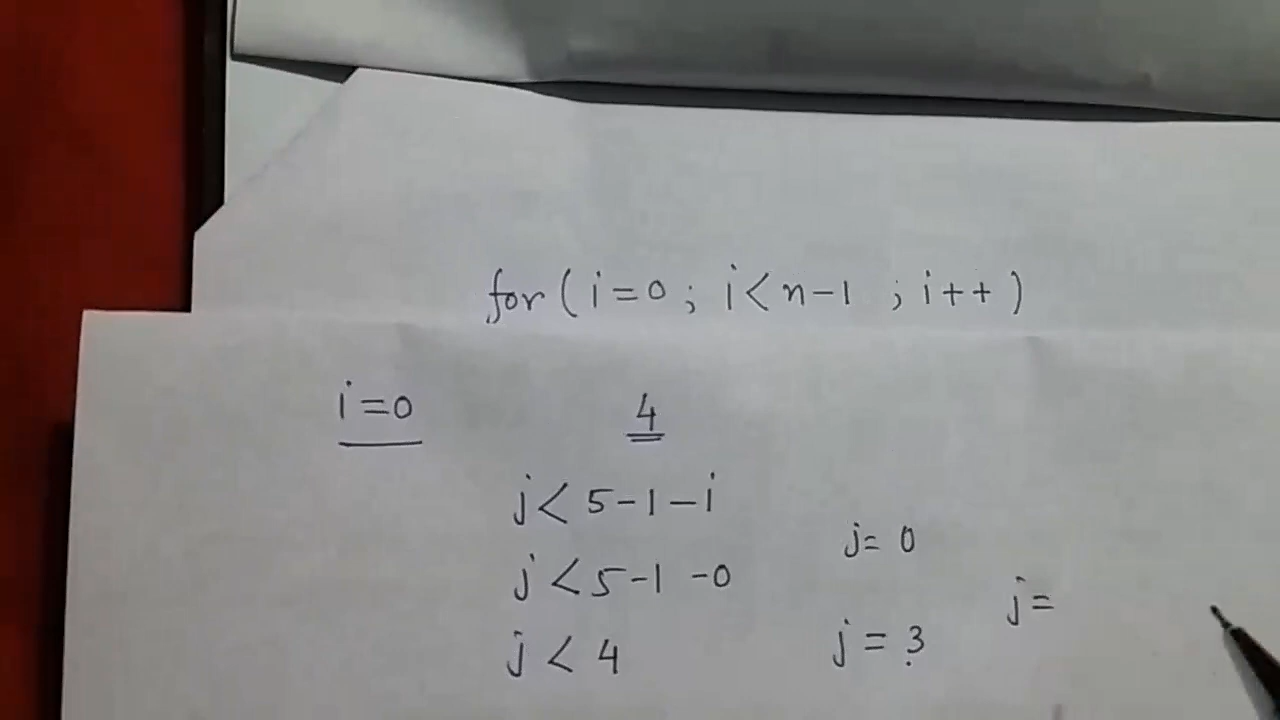 for ( i=0 ; i<n-1 ; i++ )
i=0 4
j< 5-1-i
j= 0
j <5-1 -0
j=
j < 4
j = 3